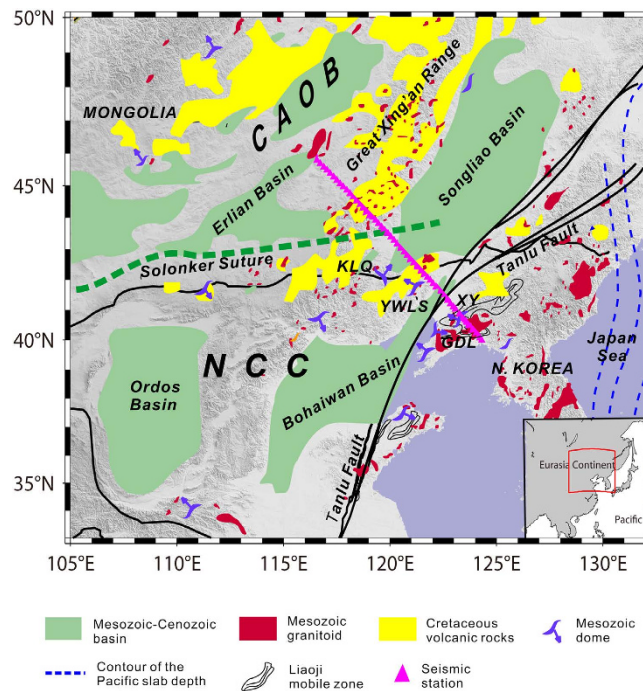 50°N
45°N
40°N
35°N
MONGOLIA
CAOB
Great Xing'an Range
Songliao Basin
Erlian Basin
Solonker Suture
KLQ
YWLS
XY
GDL
Tanlu Fault
NCC
Ordos
Basin
Bohaiwan Basin
N. KOREA
Japan
Sea
Tanlu Fault
Eurasia Continent
Pacific
105°E
110°E
115°E
120°E
125°E
130°E
Mesozoic-Cenozoic
basin
Mesozoic
granitoid
Cretaceous
volcanic rocks
Mesozoic
dome
Contour of the
Pacific slab depth
Liaoji
mobile zone
Seismic
station